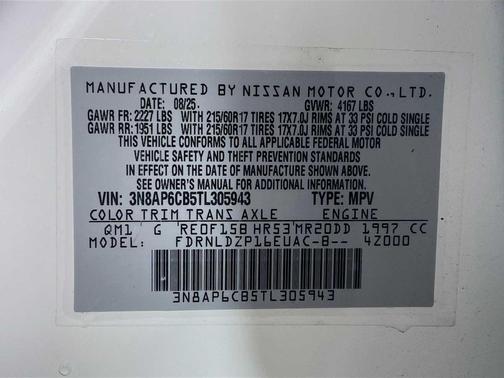 MANUFACTURED BY NISSAN MOTOR CO.,LTD.
DATE: 08/25. GVWR: 4167 LBS
GAWR FR: 2227 LBS WITH 215/60R17 TIRES 17X7.0J RIMS AT 33 PSI COLD SINGLE
GAWR RR: 1951 LBS WITH 215/60R17 TIRES 17X7.0J RIMS AT 33 PSI COLD SINGLE
THIS VEHICLE CONFORMS TO ALL APPLICABLE FEDERAL MOTOR
VEHICLE SAFETY AND THEFT PREVENTION STANDARDS
IN EFFECT ON THE DATE OF MANUFACTURE SHOWN ABOVE.
SEE OWNER'S MANUAL FOR ADDITIONAL INFORMATION.
VIN: 3N8AP6CB5TL305943 TYPE: MPV
COLOR TRIM TRANS AXLE ENGINE
QM1 G RE0F15B HR53 MR20DD 1997 CC
MODEL: FDRNLDZP16EUAC-B-- 4Z000
3N8AP6CB5TL305943